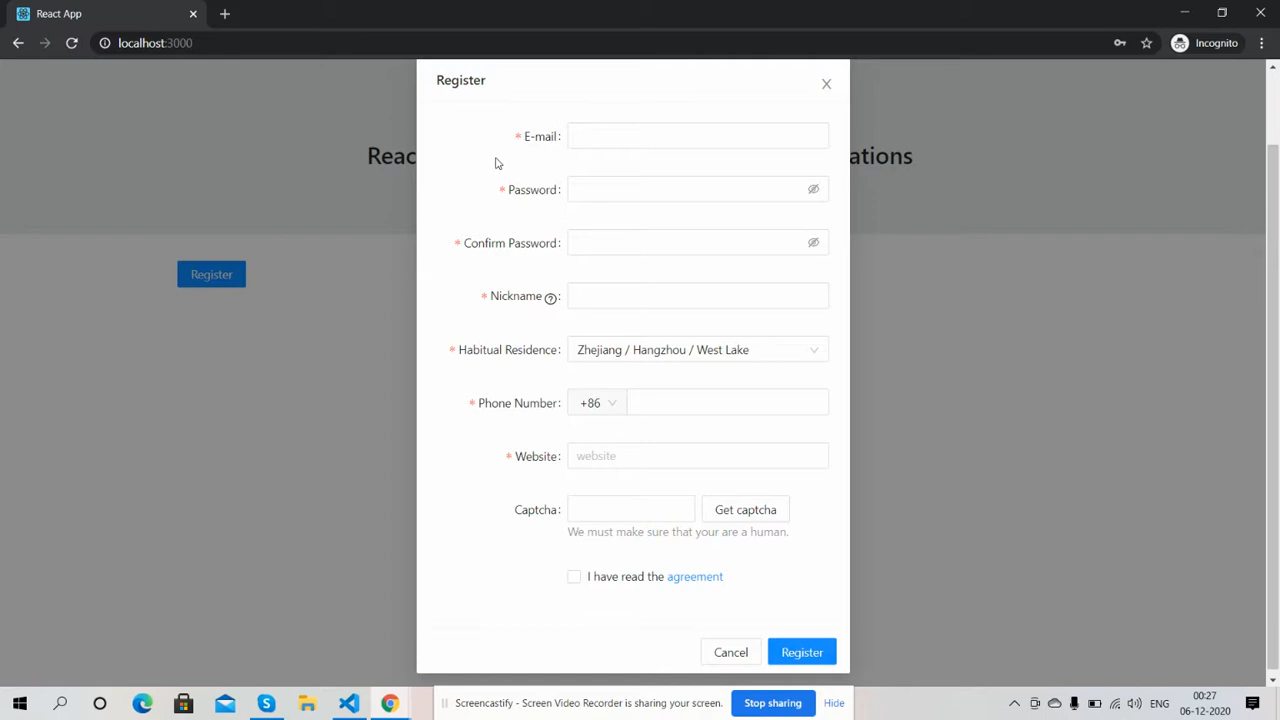 React App
localhost:3000
Incognito
Register
* E-mail:
Reac
ations
* Password:
* Confirm Password:
Register
* Nickname ?:
* Habitual Residence: Zhejiang / Hangzhou / West Lake
* Phone Number: +86
* Website: website
Captcha: Get captcha
We must make sure that your are a human.
I have read the agreement
Cancel Register
Screencastify - Screen Video Recorder is sharing your screen. Stop sharing Hide
ENG
00:27
06-12-2020